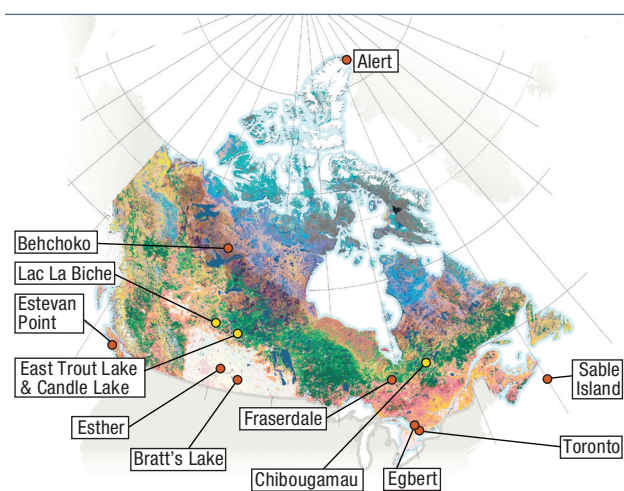 Alert
Behchoko
Lac La Biche
Estevan
Point
East Trout Lake
& Candle Lake
Sable
Island
Esther
Fraserdale
Bratt's Lake
Toronto
Chibougamau
Egbert